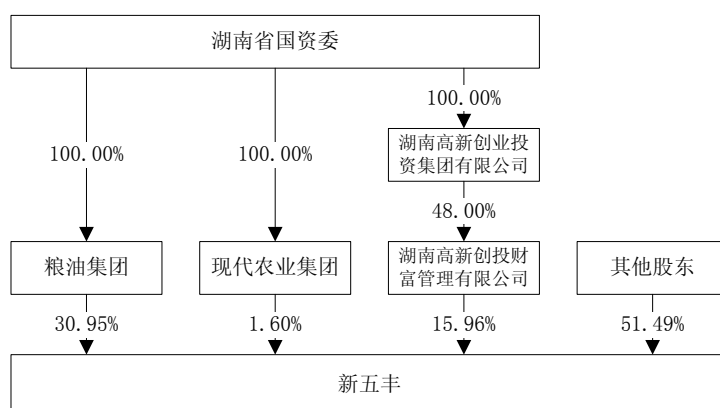 湖南省国资委
100.00%
100.00%
100.00%
湖南高新创业投
资集团有限公司
48.00%
粮油集团
现代农业集团
湖南高新创投财
富管理有限公司
其他股东
30.95%
1.60%
15.96%
51.49%
新五丰